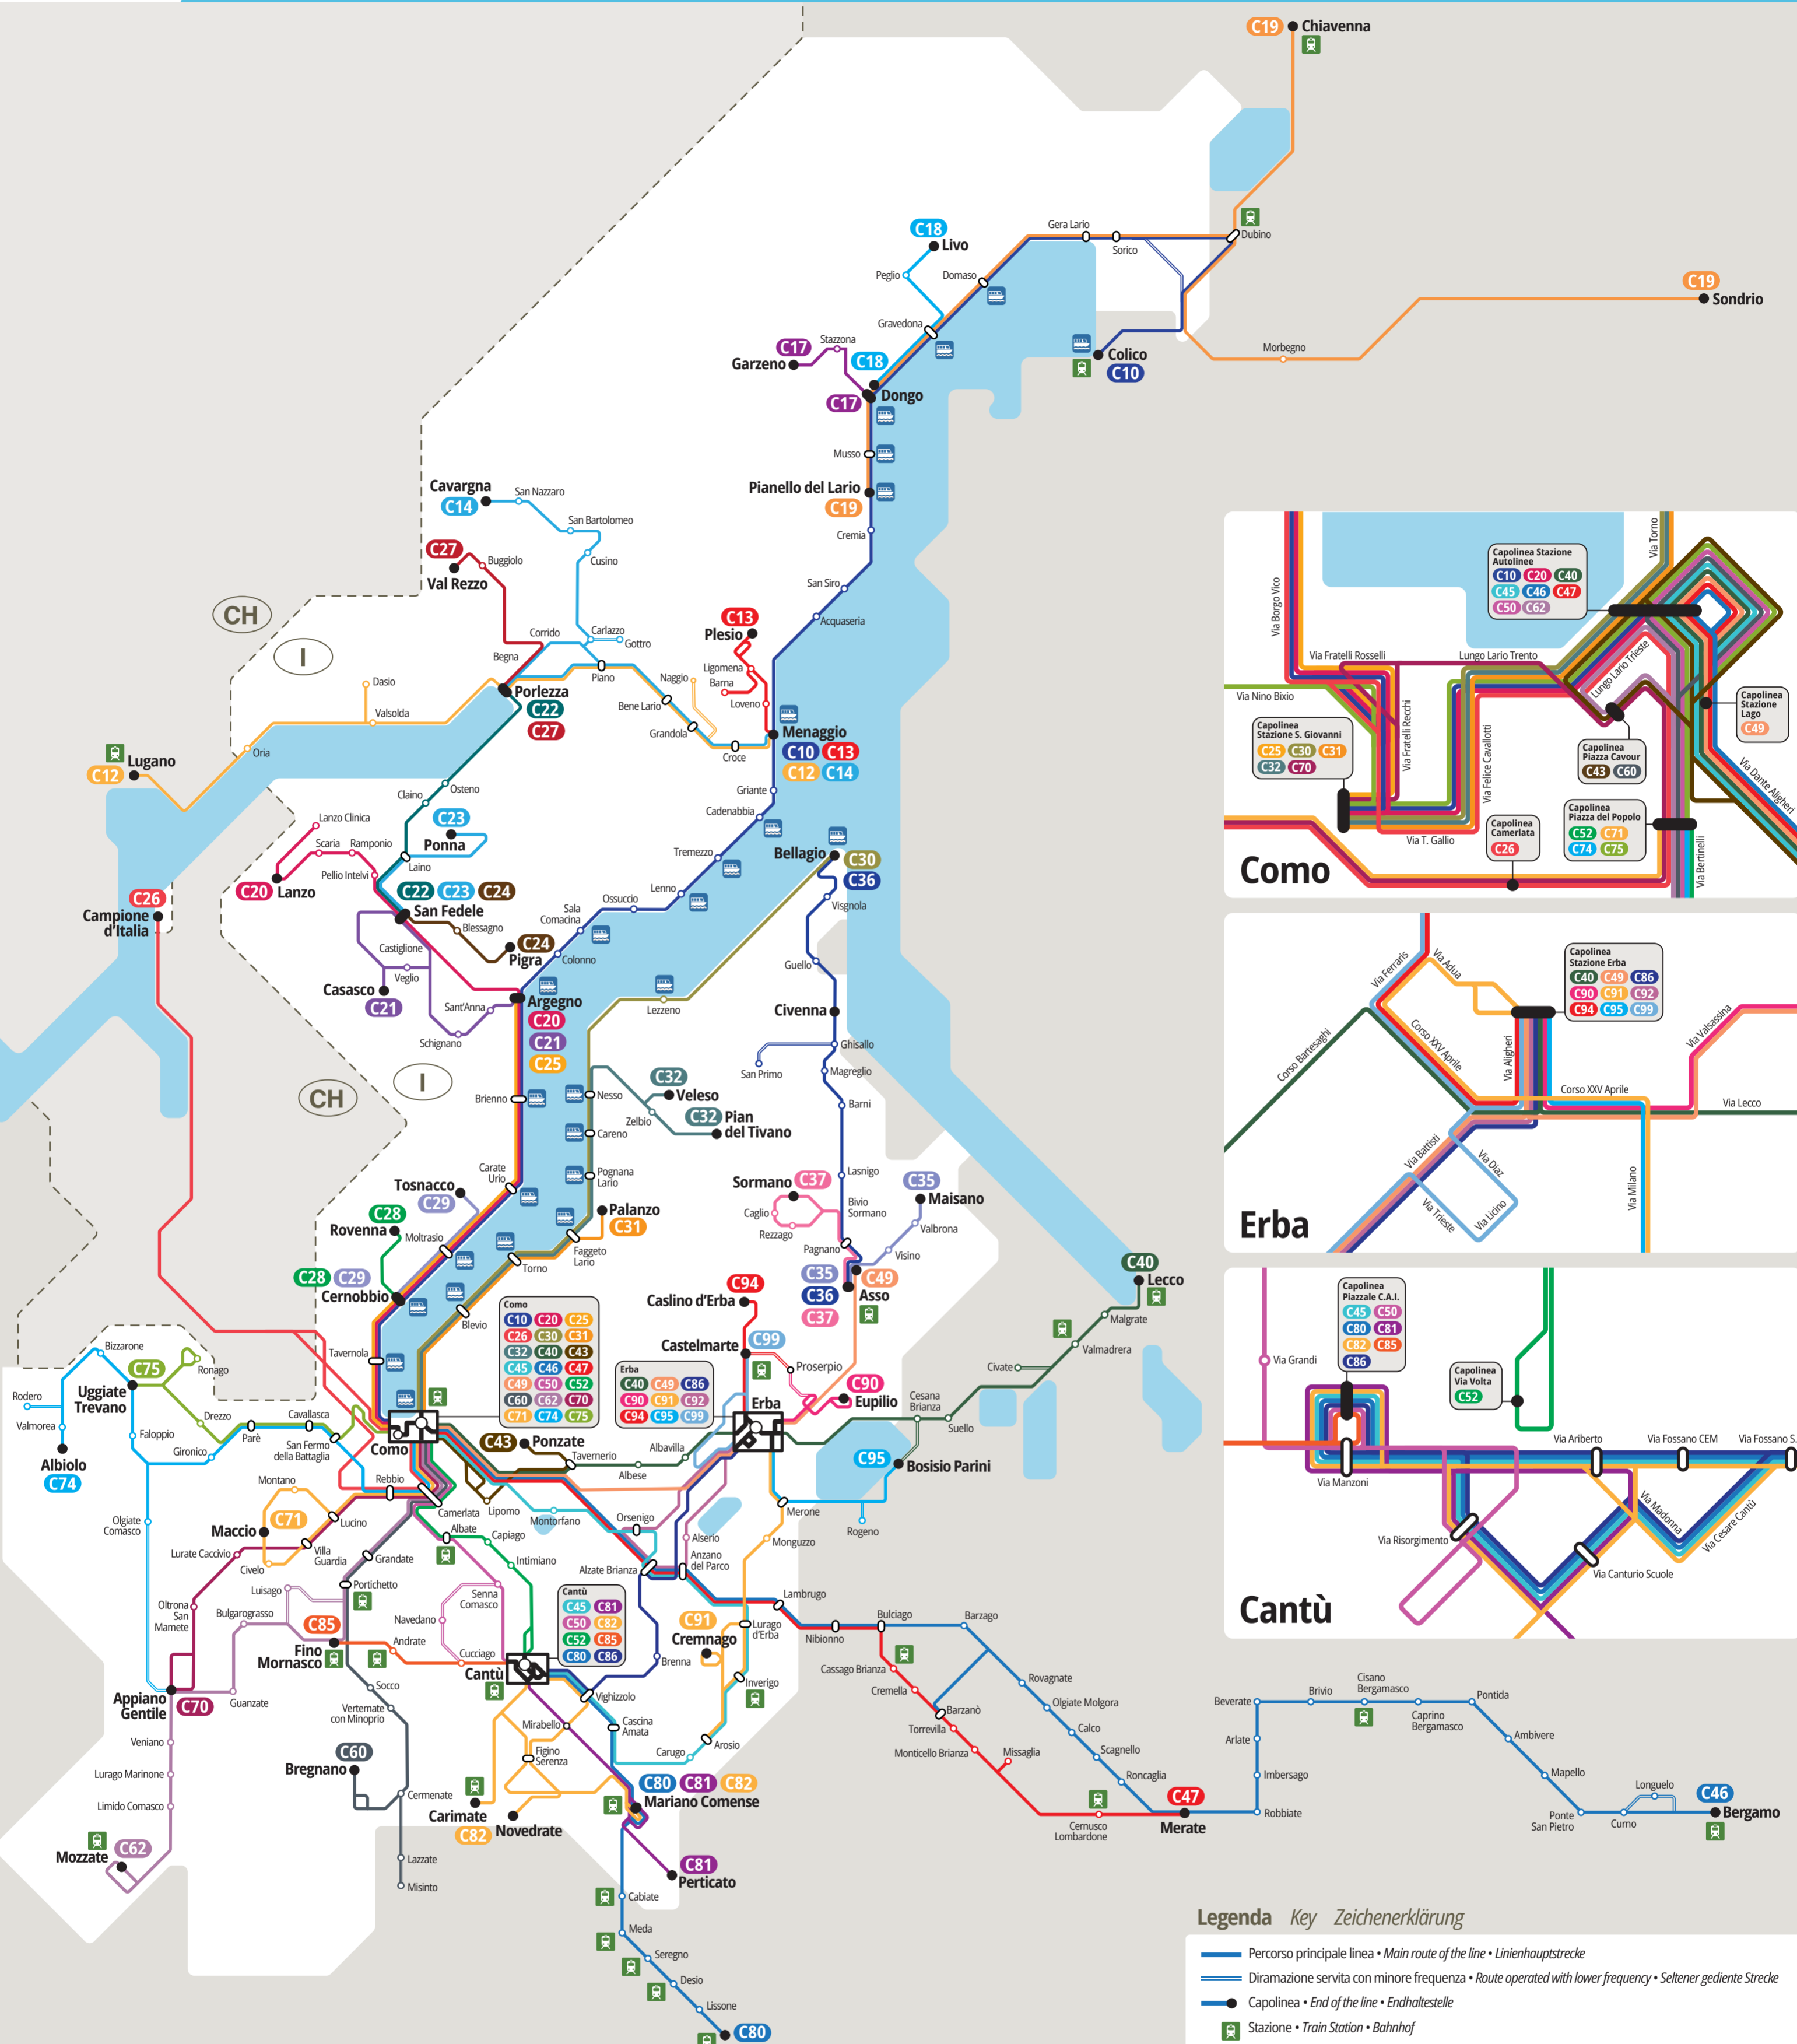 C19
Chiavenna
C18
Livo
Peglio
Gera Lario
Sorico
Dubino
Domaso
Gravedona
C19
Sondrio
Morbegno
C17
Stazzona
Garzeno
C18
C17
Dongo
Colico
C10
Musso
Pianello del Lario
C19
Cremia
San Siro
Acquaseria
Cavargna
C14
San Nazzaro
San Bartolomeo
Cusino
C27
Buggiolo
Val Rezzo
CH
I
Corrido
Carlazzo
Gottro
Begna
Piano
C13
Plesio
Ligomena
Barna
Loveno
Naggio
Dasio
Valsolda
Porlezza
C22
C27
Bene Lario
Grandola
Croce
Menaggio
C10 C13
C12 C14
Oria
Lugano
C12
Claino
Osteno
Griante
Cadenabbia
C23
Ponna
Lanzo Clinica
Scaria
Ramponio
Laino
Pellio Intelvi
C20
Lanzo
Tremezzo
Bellagio
C30
C36
C22 C23 C24
San Fedele
Lenno
Ossuccio
Sala
Comacina
Visgnola
C26
Campione
d'Italia
Blessagno
C24
Pigra
Colonno
Castiglione
Veglio
Casasco
C21
Guello
Sant'Anna
Schignano
Argegno
C20
C21
C25
Lezzeno
Civenna
Ghisallo
San Primo
Magreglio
CH
I
Brienno
Nesso
C32
Veleso
Zelbio
C32
Pian
del Tivano
Careno
Barni
Carate
Urio
Pognana
Lario
Lasnigo
Tosnacco
C29
C28
Rovenna
Moltrasio
Palanzo
C31
Faggeto
Lario
Torno
Sormano
C37
Caglio
Rezzago
Bivio
Sormano
C35
Maisano
Valbrona
Visino
Pagnano
C28 C29
Cernobbio
C35
C36
C37
C49
Asso
C40
Lecco
Malgrate
Valmadrera
Civate
Blevio
C94
Caslino d'Erba
Castelmarte
C99
Proserpio
C90
Eupilio
Tavernola
Como
C10 C20 C25
C26 C30 C31
C32 C40 C43
C45 C46 C47
C49 C50 C52
C60 C62 C70
C71 C74 C75
Erba
C40 C49 C86
C90 C91 C92
C94 C95 C99
Erba
Cesana
Brianza
Suello
Bizzarone
C75
Ronago
Uggiate
Trevano
Rodero
Valmorea
Drezzo
Faloppio
Gironico
Parè
Cavallasca
San Fermo
della Battaglia
Como
Albiolo
C74
C43
Ponzate
Tavernerio
Albese
Albavilla
C95
Bosisio Parini
Merone
Rogeno
Montano
Rebbio
Lipomo
Montorfano
Orsenigo
Alserio
Monguzzo
Olgiate
Comasco
Maccio
C71
Lucino
Camerlata
Albate
Capiago
Intimiano
Lurate Caccivio
Civelo
Villa
Guardia
Grandate
Portichetto
Alzate Brianza
Anzano
del Parco
Lambrugo
Luisago
Senna
Comasco
Navedano
Cantù
C45 C81
C50 C82
C52 C85
C80 C86
Oltrona
San
Mamete
Bulgarograsso
C85
Fino
Mornasco
Andrate
Cucciago
Cantù
C91
Cremnago
Lurago
d'Erba
Nibionno
Bulciago
Barzago
Brenna
Inverigo
Cassago Brianza
Cremella
Rovagnate
Olgiate Molgora
Calco
Scagnello
Roncaglia
Barzanò
Torrevilla
Monticello Brianza
Missaglia
Cernusco
Lombardone
C47
Merate
Robbiate
Imbersago
Arlate
Beverate
Brivio
Cisano
Bergamasco
Caprino
Bergamasco
Pontida
Ambivere
Mapello
Ponte
San Pietro
Longuelo
Curno
C46
Bergamo
Appiano
Gentile
C70
Guanzate
Socco
Vertemate
con Minoprio
Vighizzolo
Mirabello
Cascina
Amata
Figino
Serenza
Carugo
Arosio
Veniano
Lurago Marinone
Limido Comasco
C60
Bregnano
Cermenate
Lazzate
Misinto
Carimate
C82
Novedrate
C80 C81 C82
Mariano Comense
Mozzate
C62
C81
Perticato
Cabiate
Meda
Seregno
Desio
Lissone
C80
Via Borgo Vico
Via Torno
Capolinea Stazione
Autolinee
C10 C20 C40
C45 C46 C47
C50 C62
Via Fratelli Rosselli
Lungo Lario Trento
Lungo Lario Trieste
Via Nino Bixio
Via Fratelli Recchi
Via Felice Cavallotti
Capolinea
Stazione S. Giovanni
C25 C30 C31
C32 C70
Capolinea
Stazione
Lago
C49
Capolinea
Piazza Cavour
C43 C60
Via Dante Aligheri
Via T. Gallio
Capolinea
Camerlata
C26
Capolinea
Piazza del Popolo
C52 C71
C74 C75
Via Bertinelli
Como
Via Ferraris
Via Adua
Capolinea
Stazione Erba
C40 C49 C86
C90 C91 C92
C94 C95 C99
Corso Bartesaghi
Corso XXV Aprile
Via Aligheri
Via Valsassina
Corso XXV Aprile
Via Lecco
Via Battisti
Via Diaz
Via Trieste
Via Licino
Via Milano
Erba
Capolinea
Piazzale C.A.I.
C45 C50
C80 C81
C82 C85
C86
Via Grandi
Capolinea
Via Volta
C52
Via Manzoni
Via Ariberto
Via Fossano CEM
Via Fossano S.
Via Risorgimento
Via Madonna
Via Cesare Cantù
Via Canturio Scuole
Cantù
Legenda Key Zeichenerklärung
Percorso principale linea • Main route of the line • Linienhauptstrecke
Diramazione servita con minore frequenza • Route operated with lower frequency • Seltener gediente Strecke
Capolinea • End of the line • Endhaltestelle
Stazione • Train Station • Bahnhof